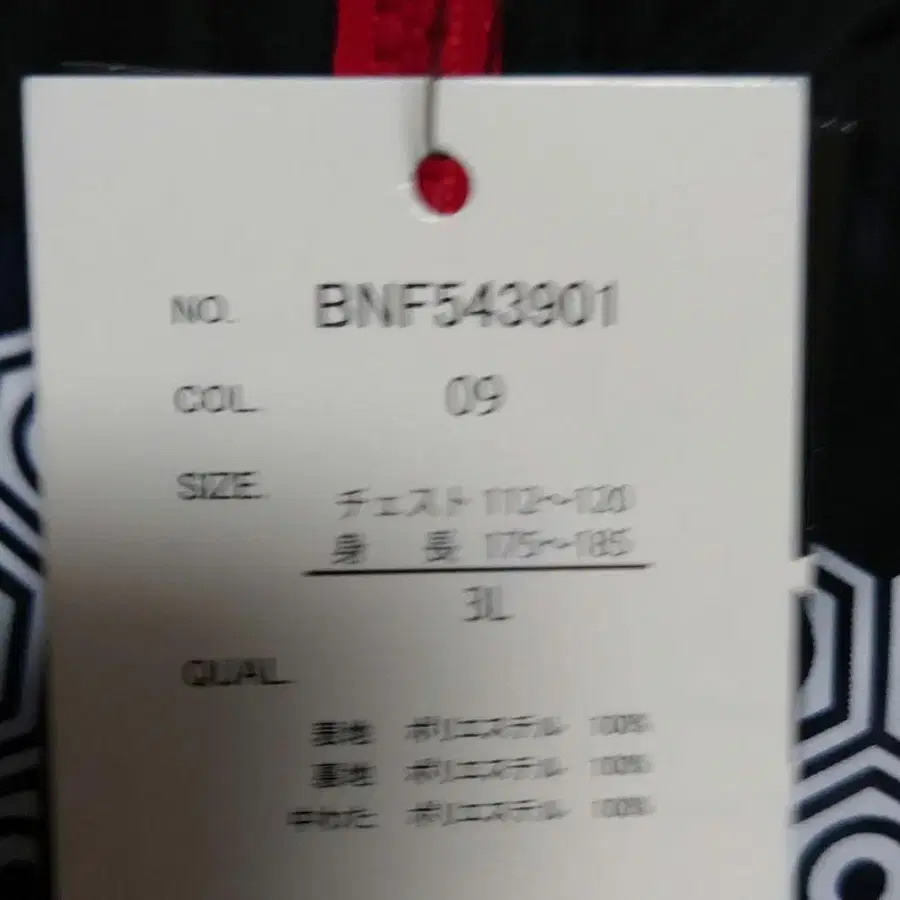 NO. BNF543901
COL. 09
SIZE. チェスト 112〜120
身 長 175〜185
3L
QUAL.
表地 ポリエステル 100%
裏地 ポリエステル 100%
中わた ポリエステル 100%